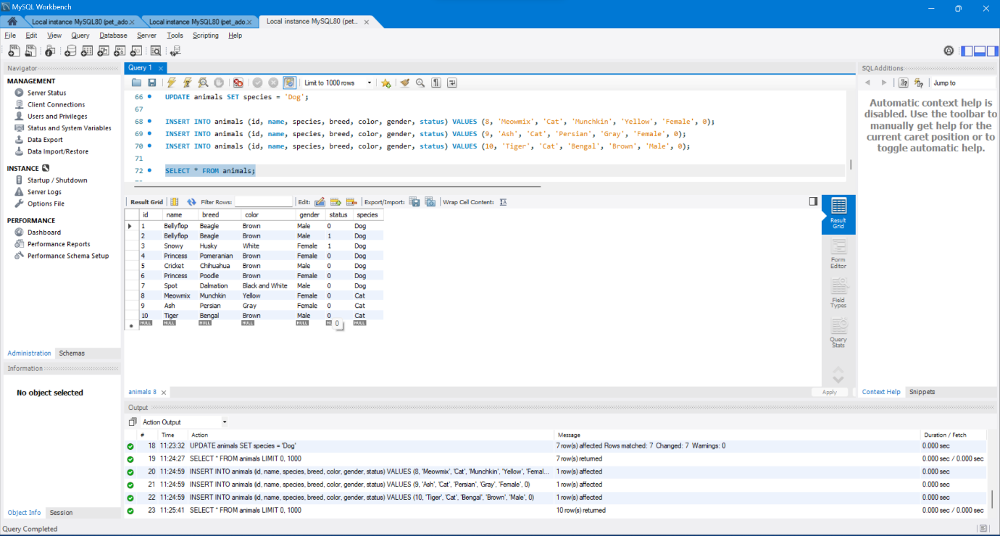 MySQL Workbench
Local instance MySQL80 (pet_ado.. x Local instance MySQL80 (pet_ado.. x Local instance MySQL80 (pet... x
File Edit View Query Database Server Tools Scripting Help
Navigator
MANAGEMENT
Server Status
Client Connections
Users and Privileges
Status and System Variables
Data Export
Data Import/Restore
INSTANCE
Startup / Shutdown
Server Logs
Options File
PERFORMANCE
Dashboard
Performance Reports
Performance Schema Setup
Administration Schemas
Information
No object selected
Object Info Session
Query 1 x
Limit to 1000 rows
66 UPDATE animals SET species = 'Dog';
67
68 INSERT INTO animals (id, name, species, breed, color, gender, status) VALUES (8, 'Meowmix', 'Cat', 'Munchkin', 'Yellow', 'Female', 0);
69 INSERT INTO animals (id, name, species, breed, color, gender, status) VALUES (9, 'Ash', 'Cat', 'Persian', 'Gray', 'Female', 0);
70 INSERT INTO animals (id, name, species, breed, color, gender, status) VALUES (10, 'Tiger', 'Cat', 'Bengal', 'Brown', 'Male', 0);
71
72 SELECT * FROM animals;
Result Grid Filter Rows: Edit: Export/Import: Wrap Cell Content:
id name breed color gender status species
1 Bellyflop Beagle Brown Male 0 Dog
2 Bellyflop Beagle Brown Male 1 Dog
3 Snowy Husky White Female 1 Dog
4 Princess Pomeranian Brown Female 0 Dog
5 Cricket Chihuahua Brown Male 0 Dog
6 Princess Poodle Brown Female 0 Dog
7 Spot Dalmation Black and White Male 0 Dog
8 Meowmix Munchkin Yellow Female 0 Cat
9 Ash Persian Gray Female 0 Cat
10 Tiger Bengal Brown Male 0 Cat
NULL NULL NULL NULL NULL 0 NULL
Result
Grid
Form
Editor
Field
Types
Query
Stats
animals 8 x
Apply
SQLAdditions
Jump to
Automatic context help is
disabled. Use the toolbar to
manually get help for the
current caret position or to
toggle automatic help.
Context Help Snippets
Output
Action Output
# Time Action Message Duration / Fetch
18 11:23:32 UPDATE animals SET species = 'Dog' 7 row(s) affected Rows matched: 7 Changed: 7 Warnings: 0 0.000 sec
19 11:24:27 SELECT * FROM animals LIMIT 0, 1000 7 row(s) returned 0.000 sec / 0.000 sec
20 11:24:59 INSERT INTO animals (id, name, species, breed, color, gender, status) VALUES (8, 'Meowmix', 'Cat', 'Munchkin', 'Yellow', 'Femal... 1 row(s) affected 0.000 sec
21 11:24:59 INSERT INTO animals (id, name, species, breed, color, gender, status) VALUES (9, 'Ash', 'Cat', 'Persian', 'Gray', 'Female', 0) 1 row(s) affected 0.000 sec
22 11:24:59 INSERT INTO animals (id, name, species, breed, color, gender, status) VALUES (10, 'Tiger', 'Cat', 'Bengal', 'Brown', 'Male', 0) 1 row(s) affected 0.000 sec
23 11:25:41 SELECT * FROM animals LIMIT 0, 1000 10 row(s) returned 0.000 sec / 0.000 sec
Query Completed